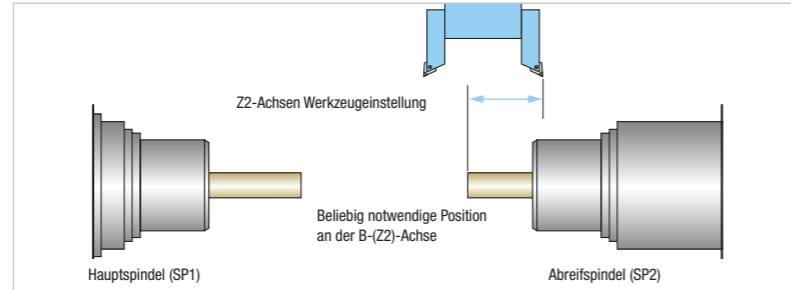 Z2-Achsen Werkzeugeinstellung
Beliebig notwendige Position
an der B-(Z2)-Achse
Hauptspindel (SP1)
Abreifspindel (SP2)